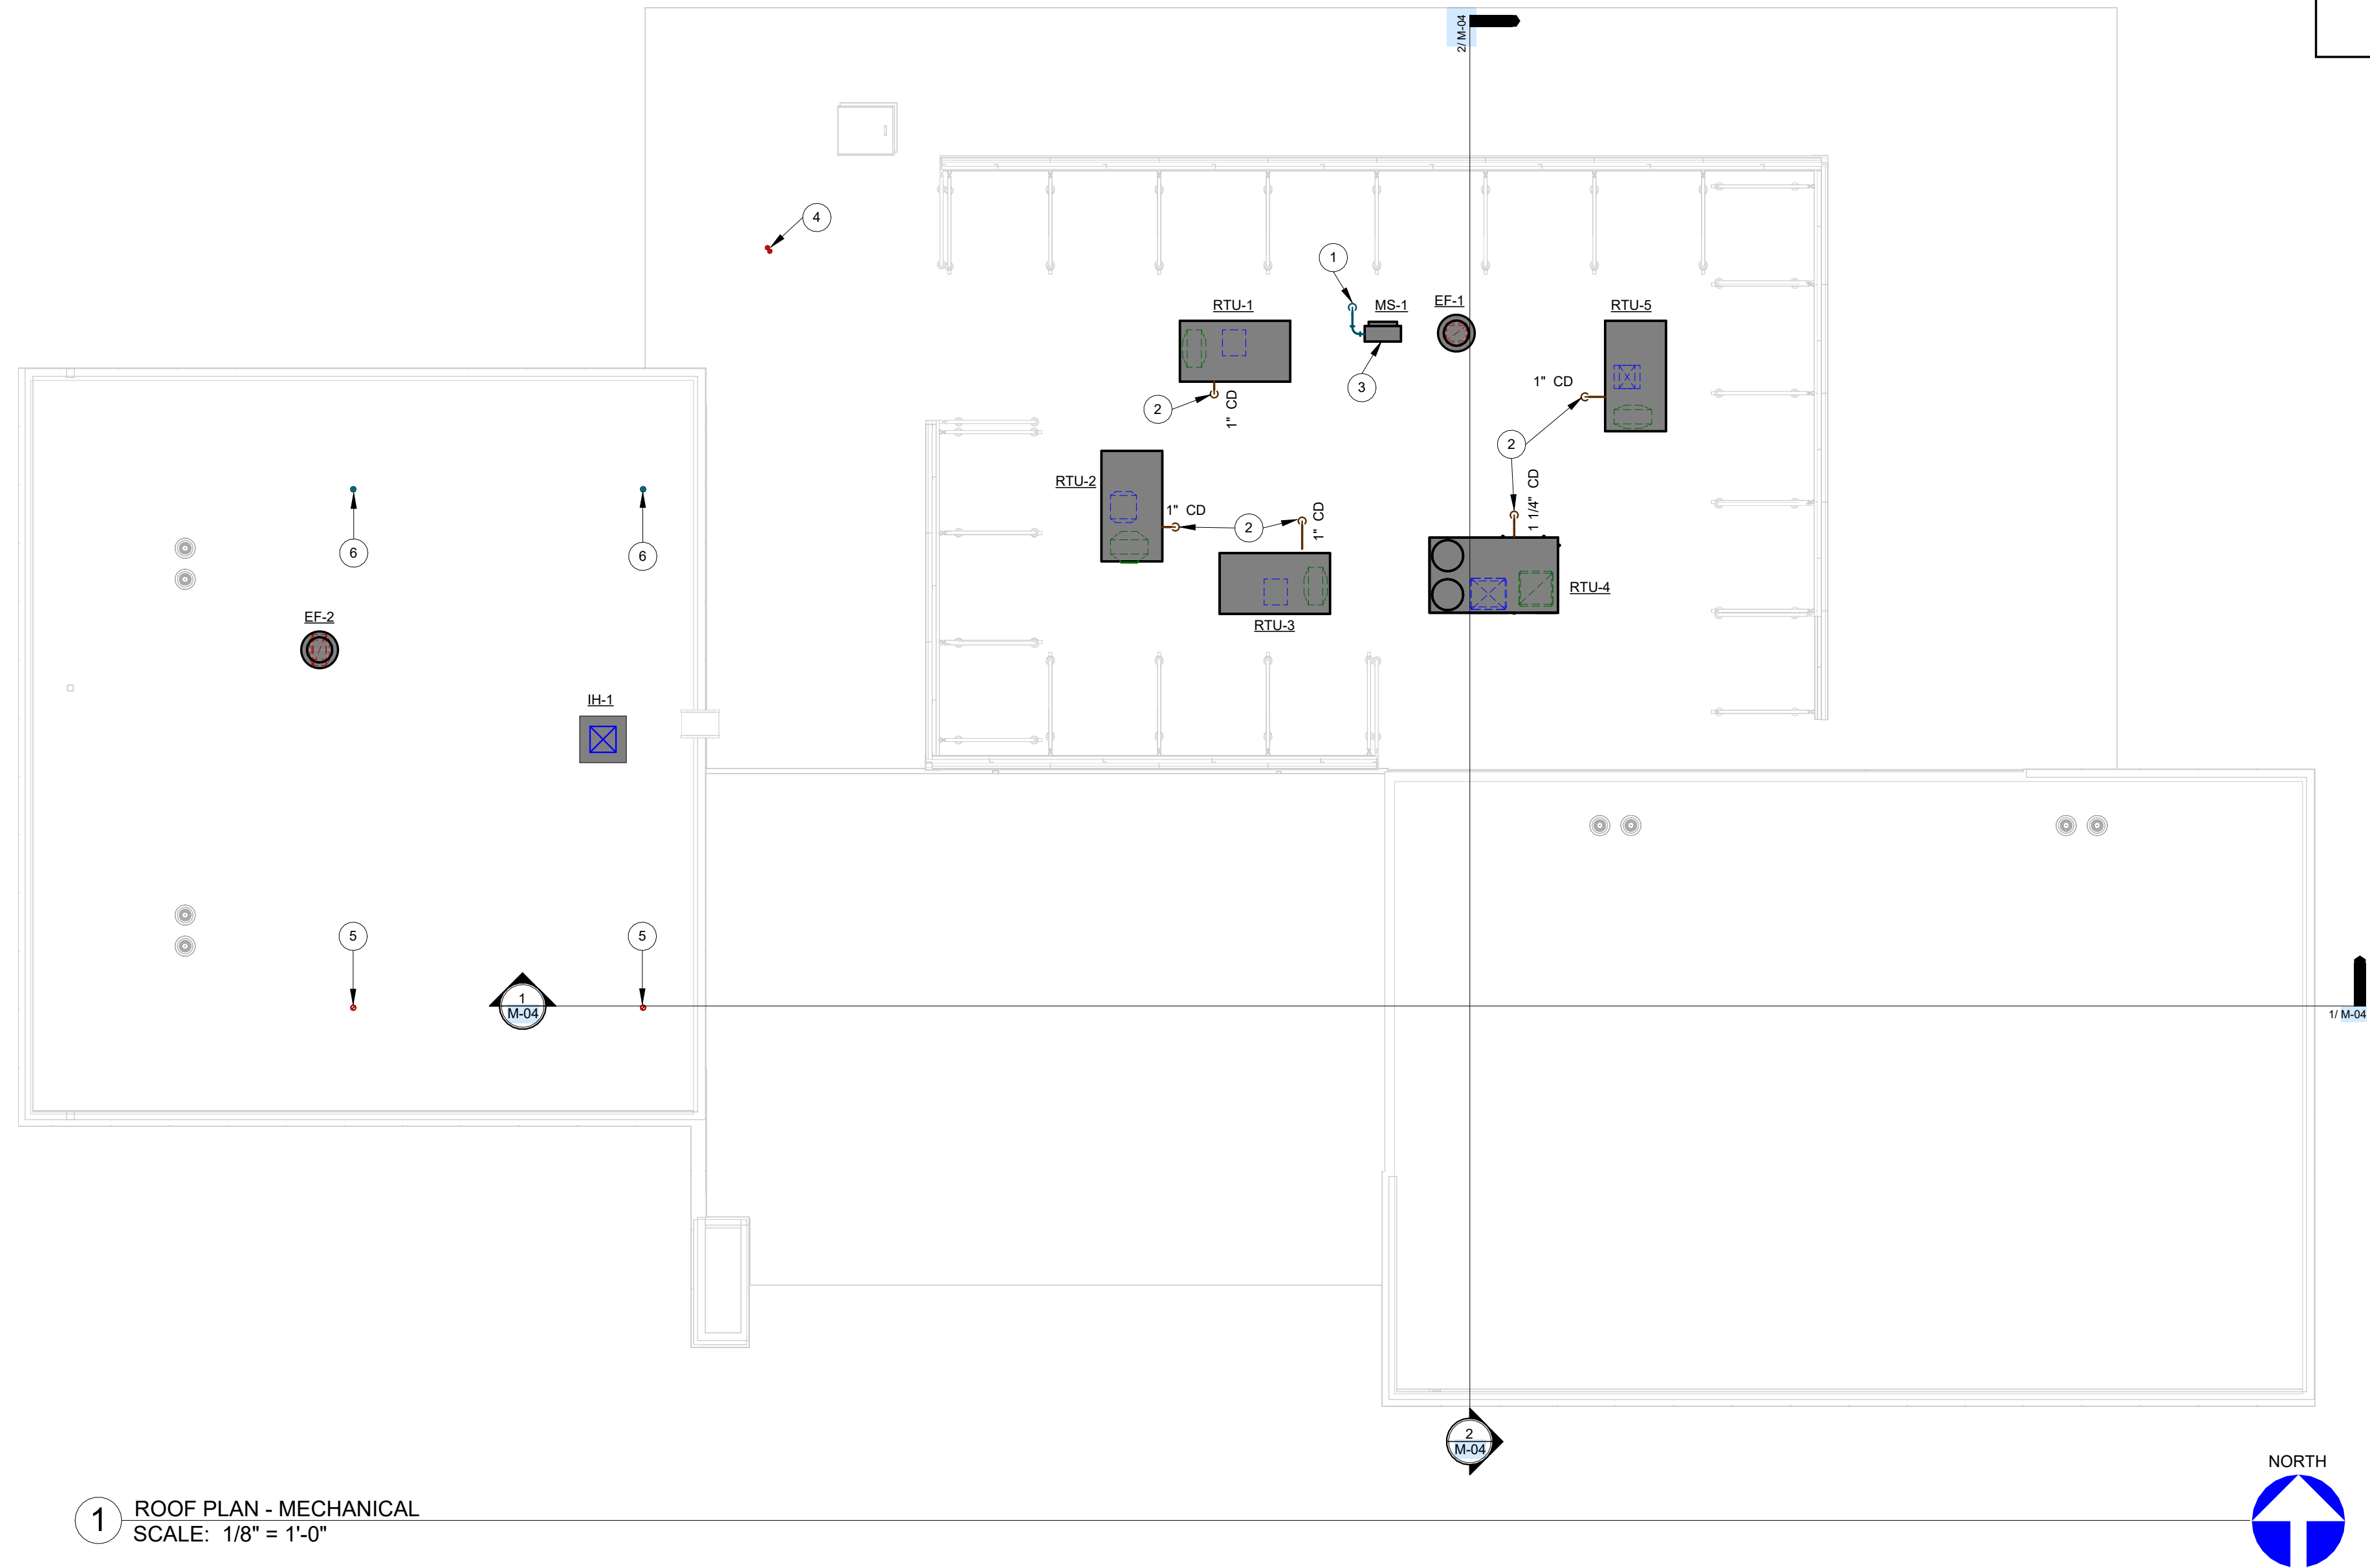 2/ M-04
4
1
RTU-1
MS-1
EF-1
RTU-5
3
1" CD
2
1" CD
2
RTU-2
1" CD
2
1" CD
1 1/4" CD
6
6
RTU-4
EF-2
RTU-3
IH-1
5
5
1
M-04
1/ M-04
2
M-04
NORTH
1
ROOF PLAN - MECHANICAL
SCALE: 1/8" = 1'-0"